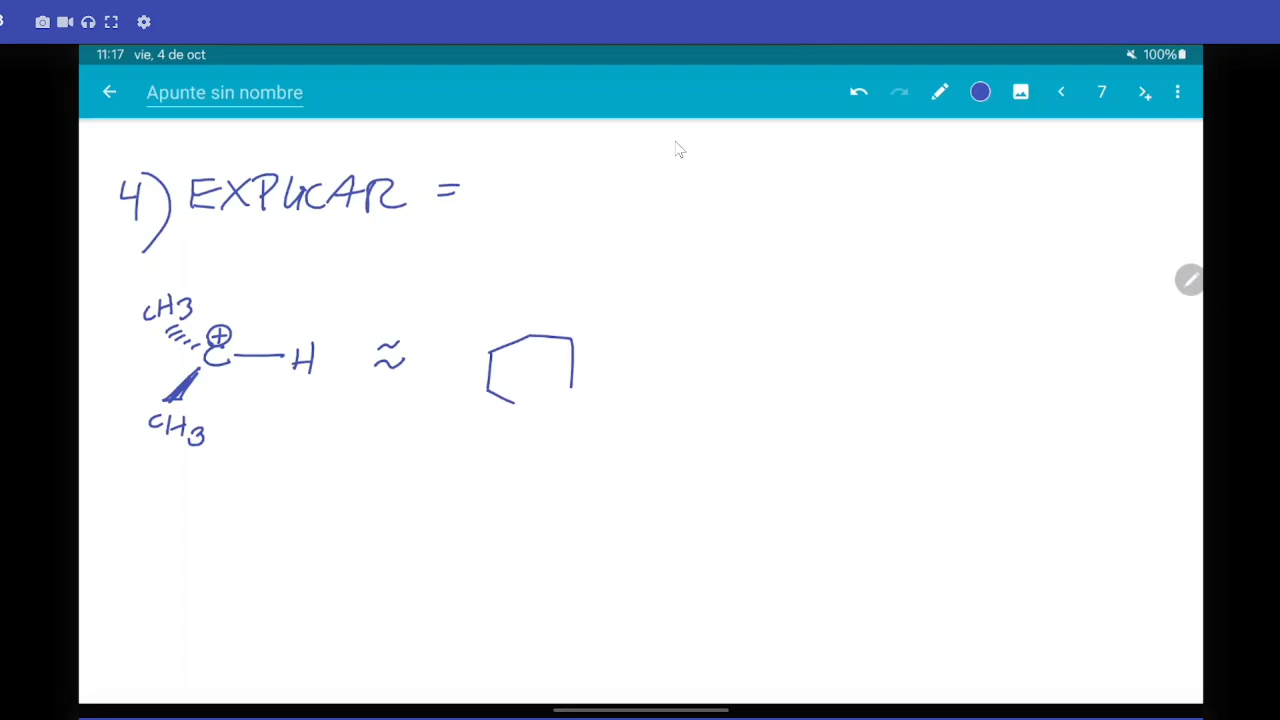 11:17 vie, 4 de oct 100%
Apunte sin nombre 7
4) EXPLICAR =
CH3
⊕
C—H ≈
CH3